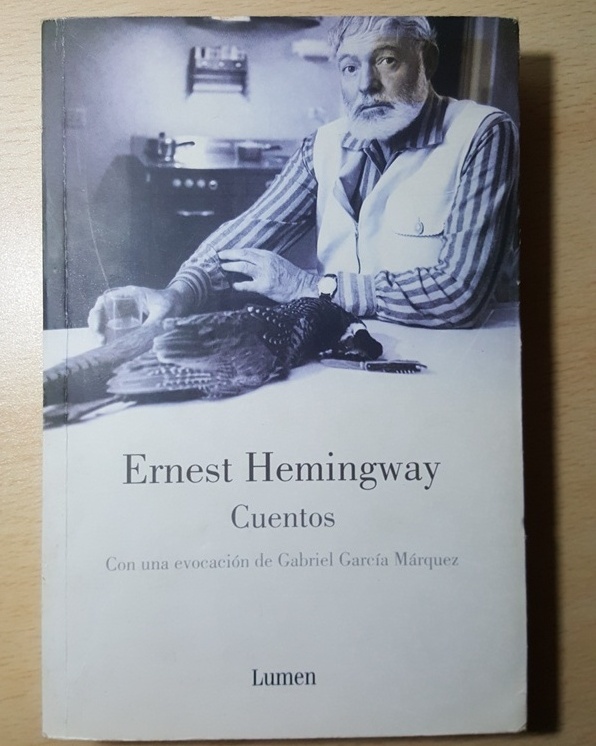 Ernest Hemingway
Cuentos
Con una evocación de Gabriel García Márquez
Lumen